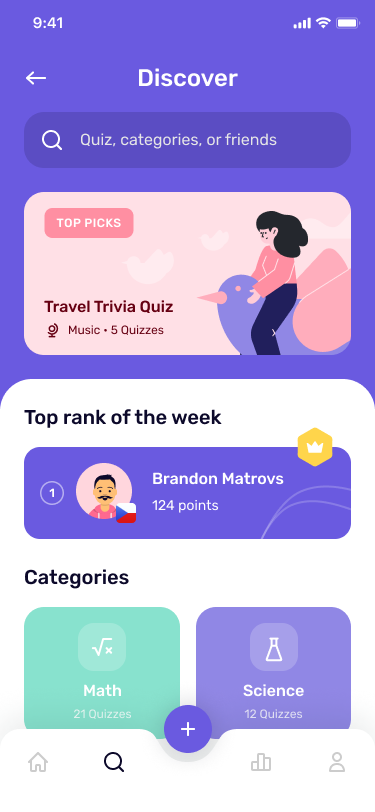 9:41
Discover
Quiz, categories, or friends
TOP PICKS
Travel Trivia Quiz
Music • 5 Quizzes
Top rank of the week
1
Brandon Matrovs
124 points
Categories
Math
Science
21 Quizzes
12 Quizzes